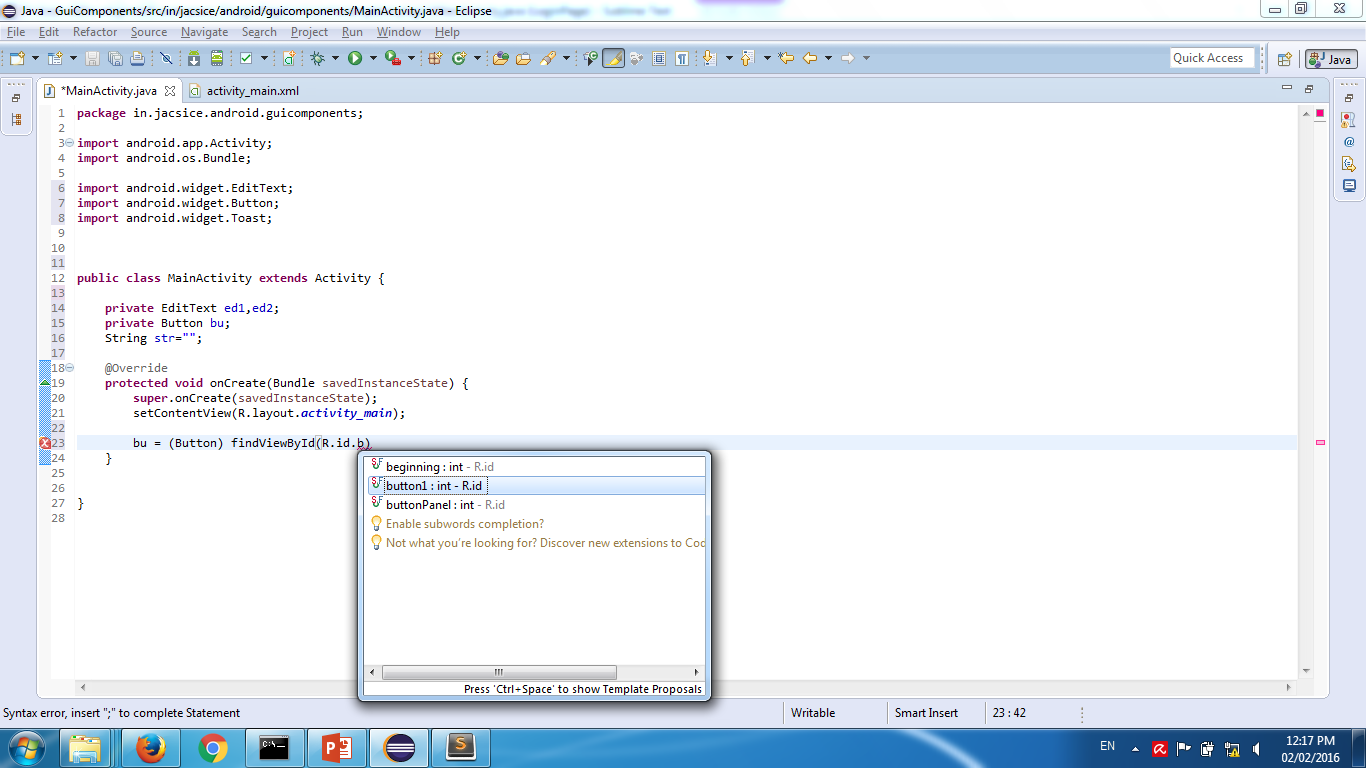 Java - GuiComponents/src/in/jacsice/android/guicomponents/MainActivity.java - Eclipse
File Edit Refactor Source Navigate Search Project Run Window Help
Quick Access Java
*MainActivity.java activity_main.xml
1 package in.jacsice.android.guicomponents;
2
3 import android.app.Activity;
4 import android.os.Bundle;
5
6 import android.widget.EditText;
7 import android.widget.Button;
8 import android.widget.Toast;
9
10
11
12 public class MainActivity extends Activity {
13
14 private EditText ed1,ed2;
15 private Button bu;
16 String str="";
17
18 @Override
19 protected void onCreate(Bundle savedInstanceState) {
20 super.onCreate(savedInstanceState);
21 setContentView(R.layout.activity_main);
22
23 bu = (Button) findViewById(R.id.b)
24 }
25
26
27 }
28
beginning : int - R.id
button1 : int - R.id
buttonPanel : int - R.id
Enable subwords completion?
Not what you're looking for? Discover new extensions to Cod
Press 'Ctrl+Space' to show Template Proposals
Syntax error, insert ";" to complete Statement Writable Smart Insert 23 : 42
EN 12:17 PM
02/02/2016